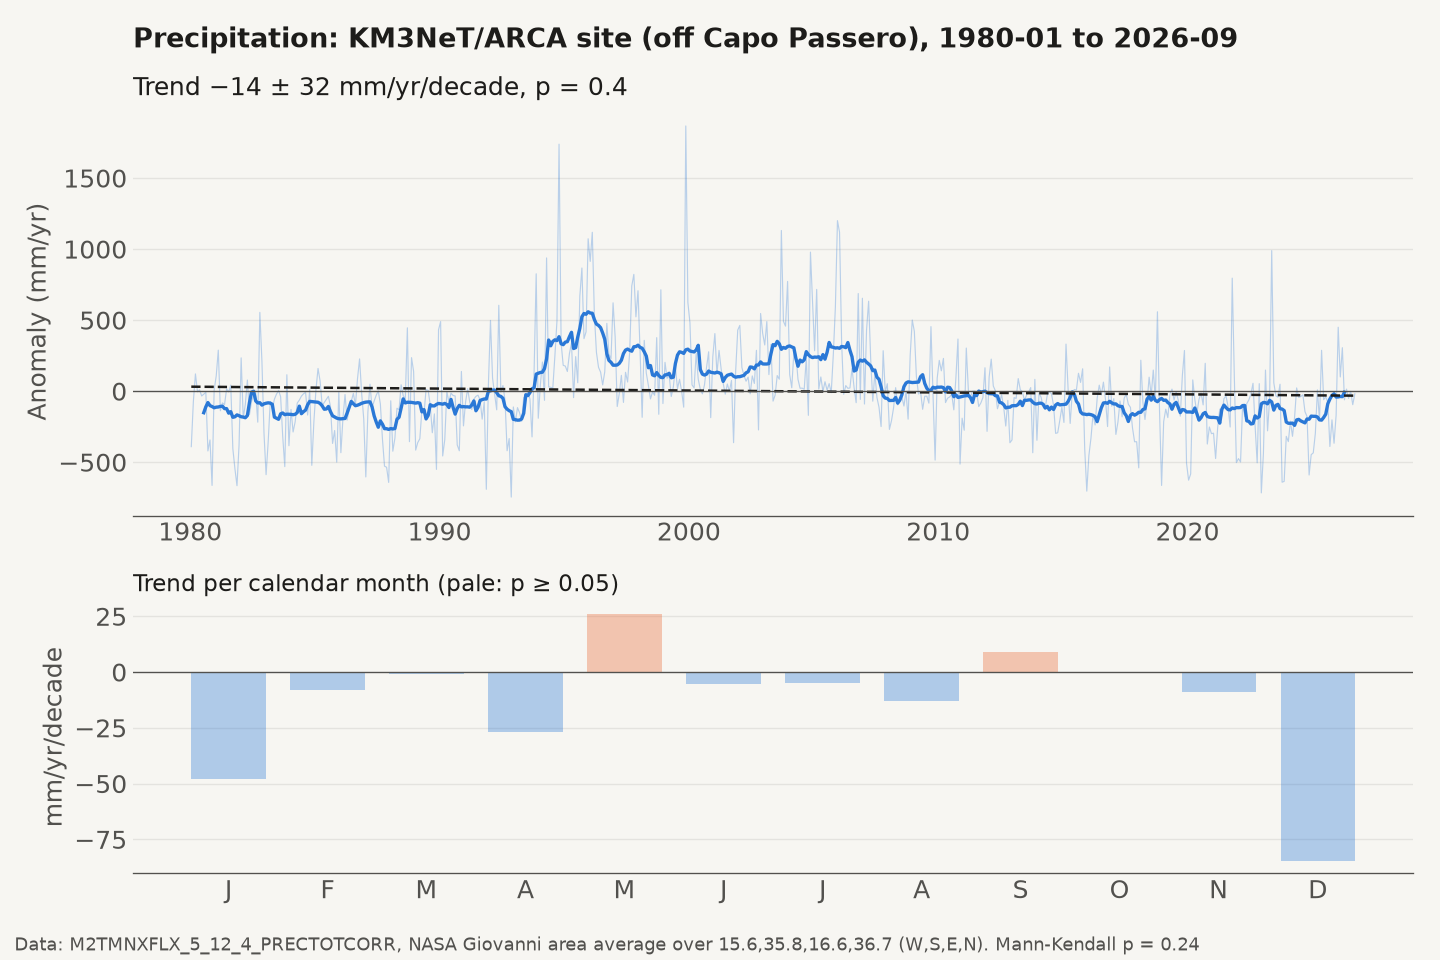 Precipitation: KM3NeT/ARCA site (off Capo Passero), 1980-01 to 2026-09
Trend −14 ± 32 mm/yr/decade, p = 0.4
Anomaly (mm/yr)
1500
1000
500
0
−500
1980 1990 2000 2010 2020
Trend per calendar month (pale: p ≥ 0.05)
mm/yr/decade
25
0
−25
−50
−75
J F M A M J J A S O N D
Data: M2TMNXFLX_5_12_4_PRECTOTCORR, NASA Giovanni area average over 15.6,35.8,16.6,36.7 (W,S,E,N). Mann-Kendall p = 0.24